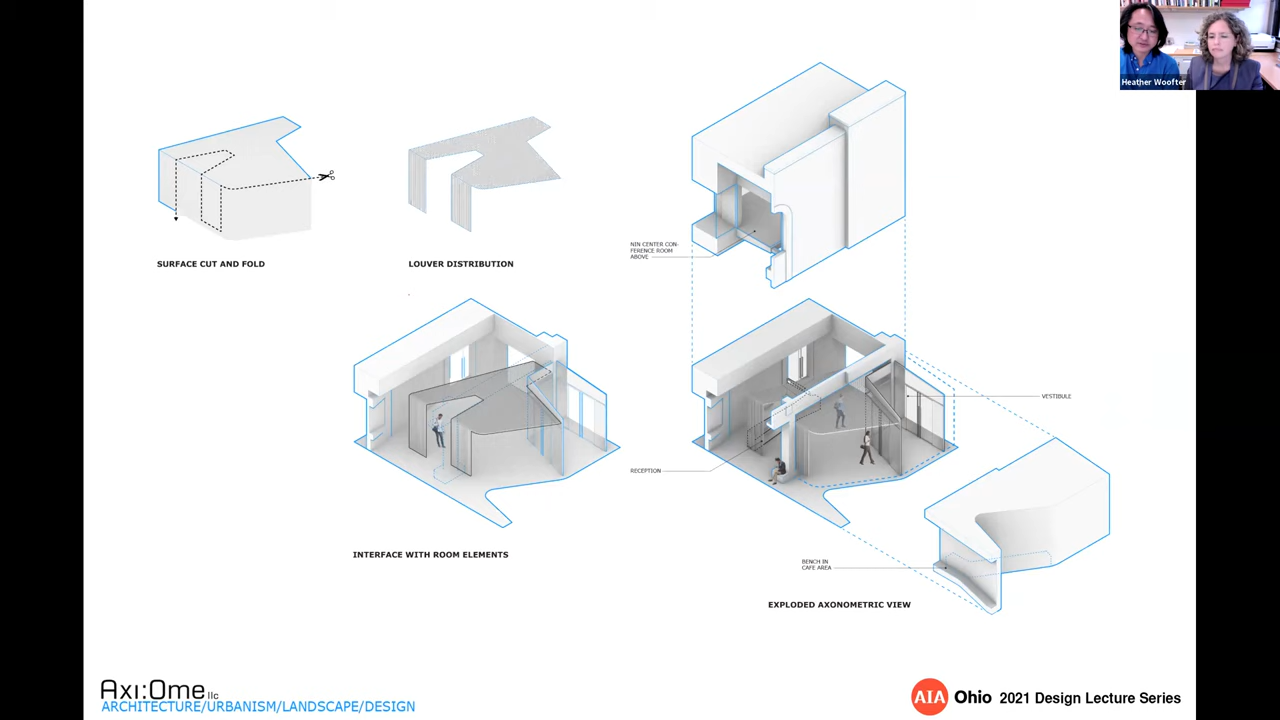 Heather Woofter
SURFACE CUT AND FOLD
LOUVER DISTRIBUTION
NIN CENTER CON-
FERENCE ROOM
ABOVE
VESTIBULE
RECEPTION
INTERFACE WITH ROOM ELEMENTS
BENCH IN
CAFE AREA
EXPLODED AXONOMETRIC VIEW
Axi:Ome llc
ARCHITECTURE/URBANISM/LANDSCAPE/DESIGN
AIA Ohio 2021 Design Lecture Series